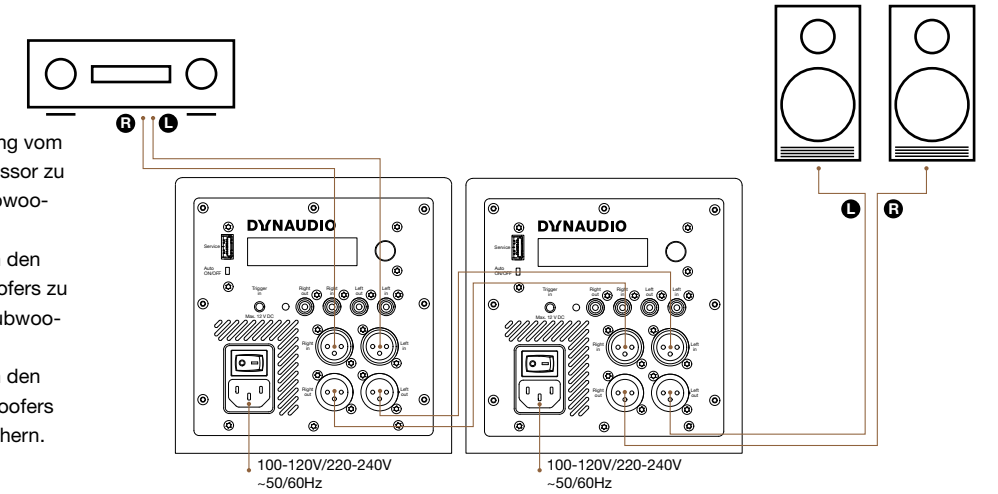 R L
ng vom
ssor zu
bwoo-
n den
ofers zu
ubwoo-
n den
oofers
chern.
DYNAUDIO
Service
Auto
ON/OFF
Trigger
in
Max. 12 V DC
Right
out
Right
in
Left
out
Left
in
Right
in
Left
in
Right
out
Left
out
100-120V/220-240V
~50/60Hz
DYNAUDIO
Service
Auto
ON/OFF
Trigger
in
Max. 12 V DC
Right
out
Right
in
Left
out
Left
in
Right
in
Left
in
Right
out
Left
out
100-120V/220-240V
~50/60Hz
L R